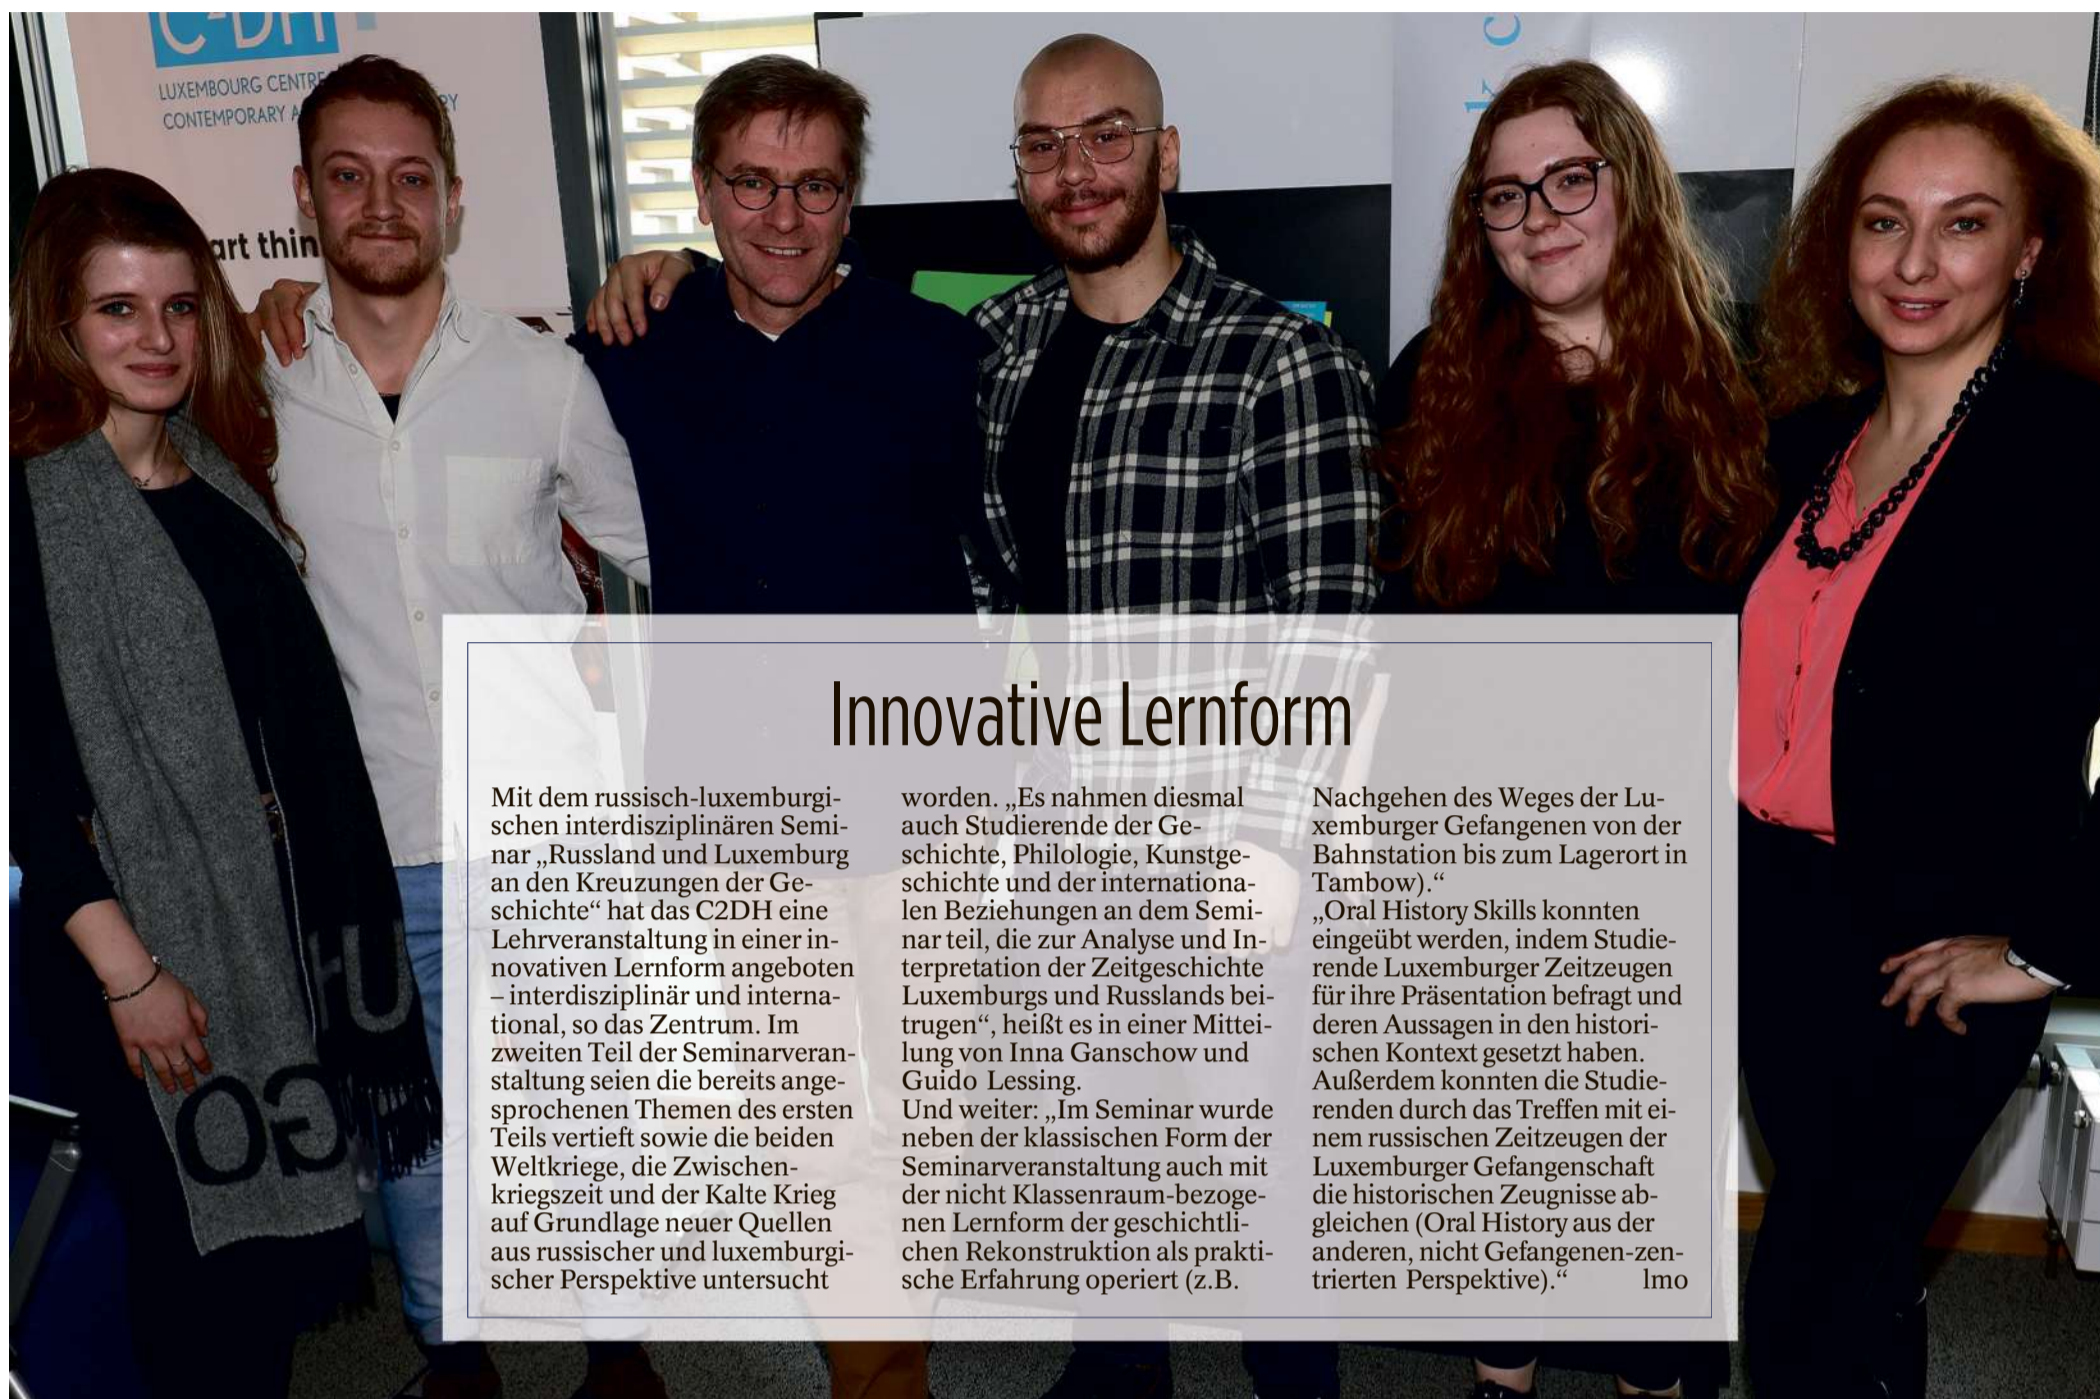 C²DH
LUXEMBOURG CENTRE
CONTEMPORARY A
RY
art thin
k c
HU
GO
Innovative Lernform
Mit dem russisch-luxemburgi-
schen interdisziplinären Semi-
nar „Russland und Luxemburg
an den Kreuzungen der Ge-
schichte“ hat das C2DH eine
Lehrveranstaltung in einer in-
novativen Lernform angeboten
– interdisziplinär und interna-
tional, so das Zentrum. Im
zweiten Teil der Seminarveran-
staltung seien die bereits ange-
sprochenen Themen des ersten
Teils vertieft sowie die beiden
Weltkriege, die Zwischen-
kriegszeit und der Kalte Krieg
auf Grundlage neuer Quellen
aus russischer und luxemburgi-
scher Perspektive untersucht
worden. „Es nahmen diesmal
auch Studierende der Ge-
schichte, Philologie, Kunstge-
schichte und der internationa-
len Beziehungen an dem Semi-
nar teil, die zur Analyse und In-
terpretation der Zeitgeschichte
Luxemburgs und Russlands bei-
trugen“, heißt es in einer Mittei-
lung von Inna Ganschow und
Guido Lessing.
Und weiter: „Im Seminar wurde
neben der klassischen Form der
Seminarveranstaltung auch mit
der nicht Klassenraum-bezoge-
nen Lernform der geschichtli-
chen Rekonstruktion als prakti-
sche Erfahrung operiert (z.B.
Nachgehen des Weges der Lu-
xemburger Gefangenen von der
Bahnstation bis zum Lagerort in
Tambow).“
„Oral History Skills konnten
eingeübt werden, indem Studie-
rende Luxemburger Zeitzeugen
für ihre Präsentation befragt und
deren Aussagen in den histori-
schen Kontext gesetzt haben.
Außerdem konnten die Studie-
renden durch das Treffen mit ei-
nem russischen Zeitzeugen der
Luxemburger Gefangenschaft
die historischen Zeugnisse ab-
gleichen (Oral History aus der
anderen, nicht Gefangenen-zen-
trierten Perspektive).“ lmo